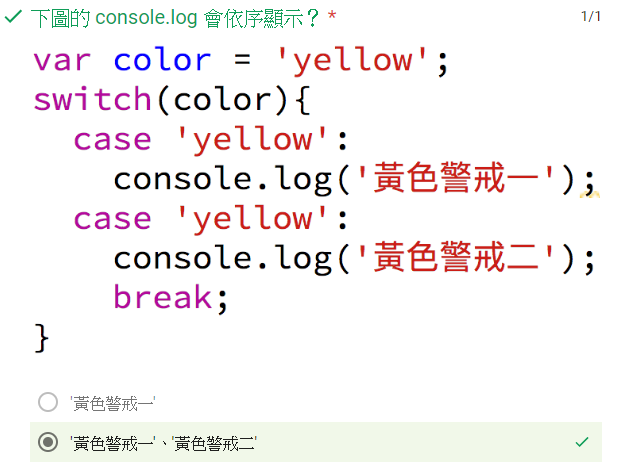 下圖的 console.log 會依序顯示？ *
1/1
var color = 'yellow';
switch(color){
  case 'yellow':
    console.log('黃色警戒一');
  case 'yellow':
    console.log('黃色警戒二');
    break;
}
'黃色警戒一'
'黃色警戒一'、'黃色警戒二'